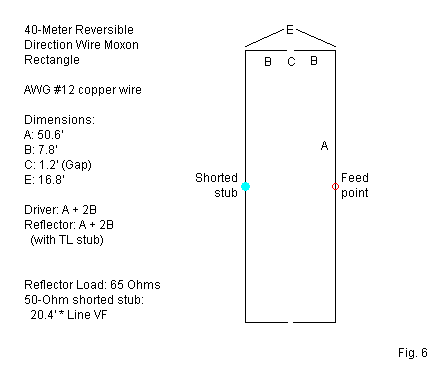 40-Meter Reversible
Direction Wire Moxon
Rectangle
AWG #12 copper wire
Dimensions:
A: 50.6'
B: 7.8'
C: 1.2' (Gap)
E: 16.8'
Driver: A + 2B
Reflector: A + 2B
(with TL stub)
Reflector Load: 65 Ohms
50-Ohm shorted stub:
20.4' * Line VF
E
B C B
A
Shorted
stub
Feed
point
Fig. 6